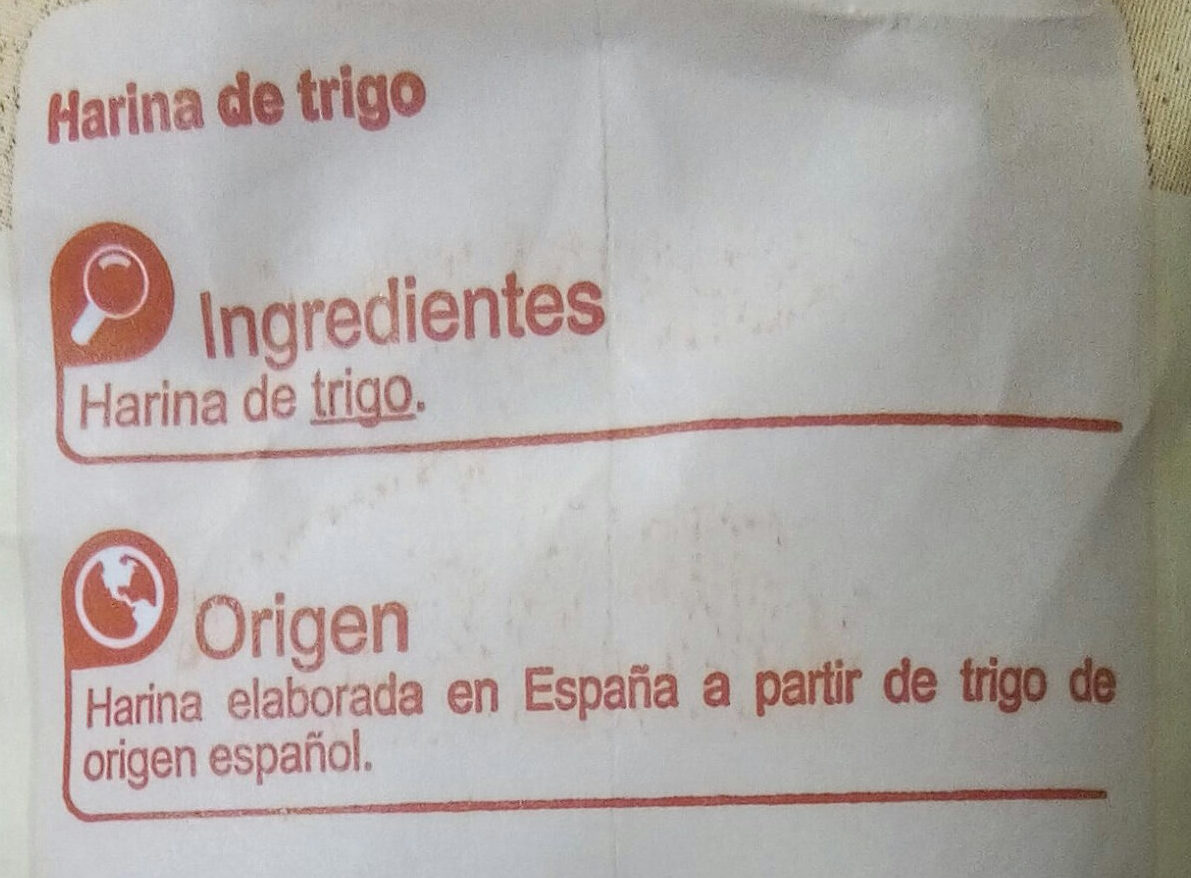 Harina de trigo
Ingredientes
Harina de trigo.
Origen
Harina elaborada en España a partir de trigo de
origen español.